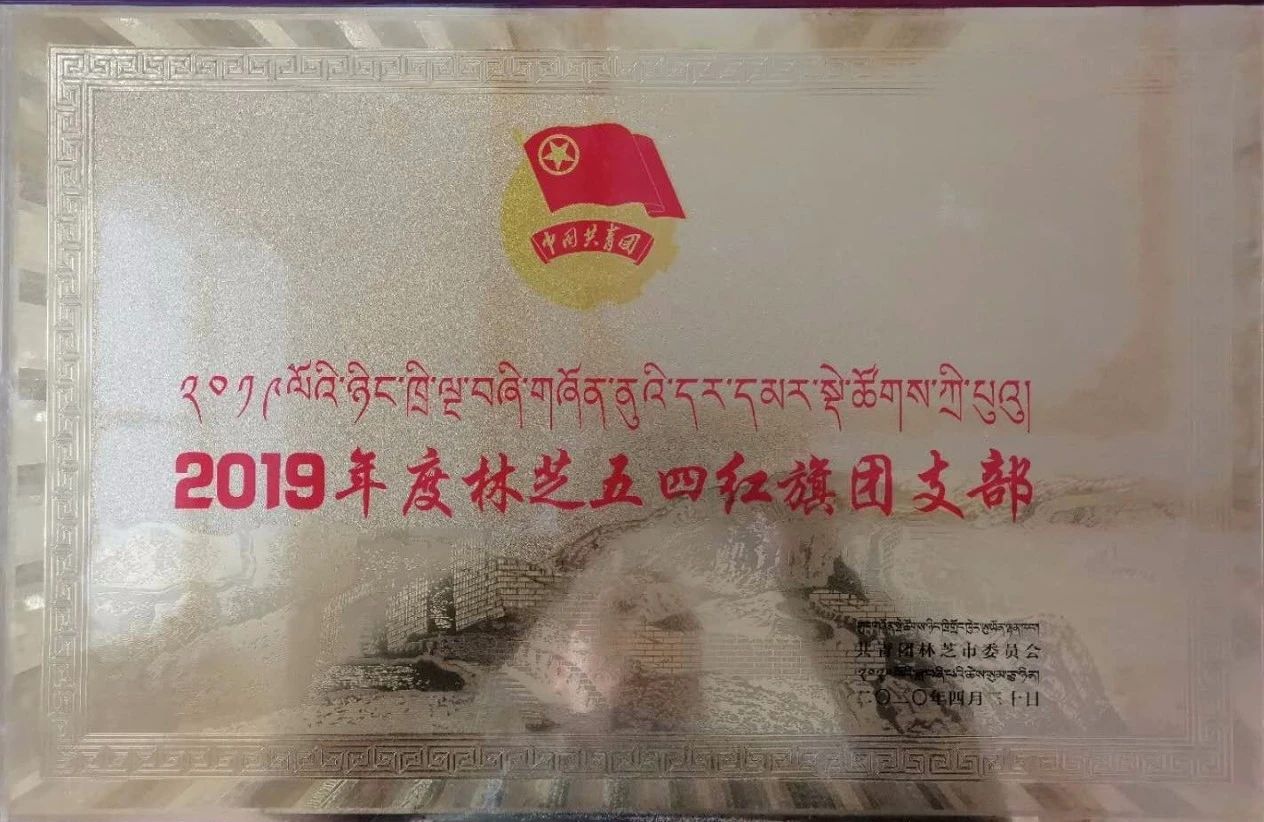 中国共青团
༢༠༡༩ལོའི་ཉིང་ཁྲི་ལྔ་བཞི་གཞོན་ནུའི་དར་དམར་སྡེ་ཚོགས་ཀྲི་པུའུ།
2019年度林芝五四红旗团支部
共青团林芝市委员会
二〇二〇年四月三十日